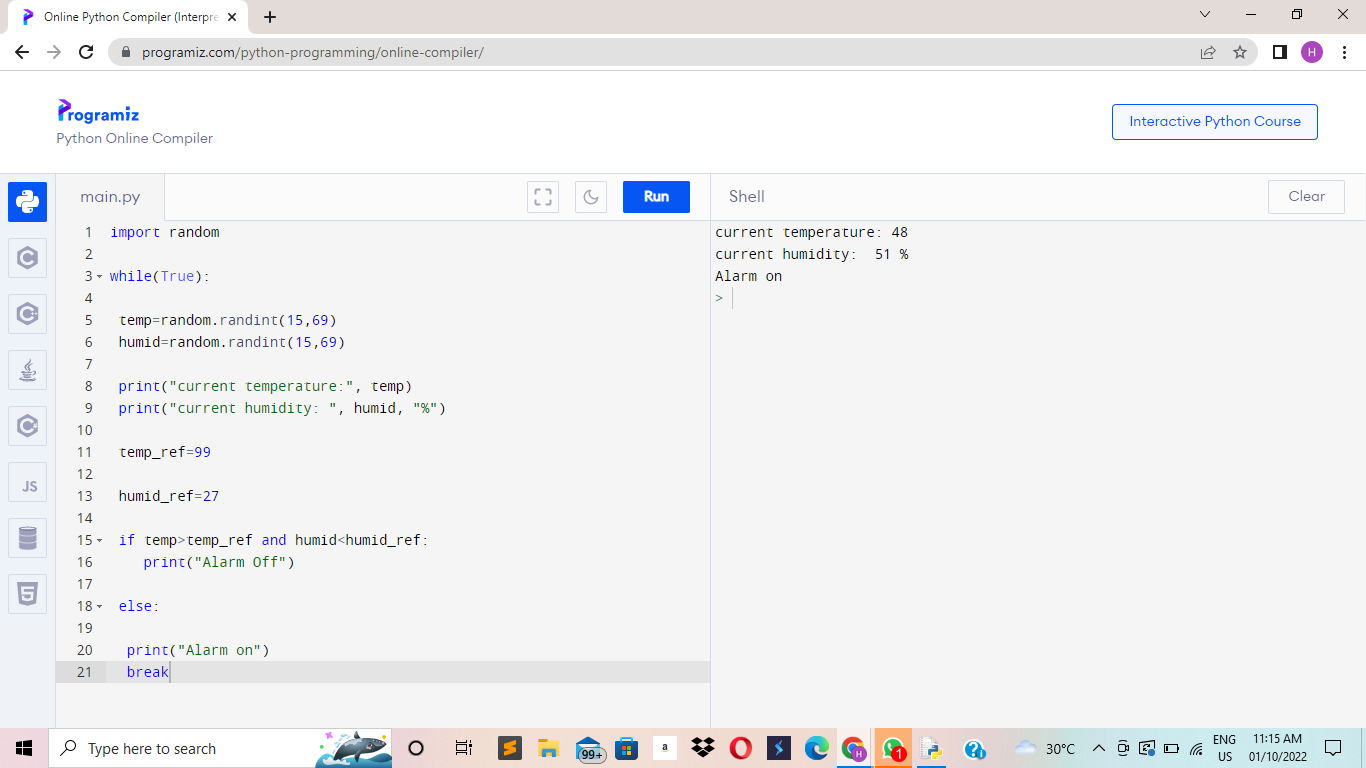 Online Python Compiler (Interpre
programiz.com/python-programming/online-compiler/
H
Programiz
Python Online Compiler
Interactive Python Course
main.py
Run
Shell
Clear
1 import random
2
3 while(True):
4
5 temp=random.randint(15,69)
6 humid=random.randint(15,69)
7
8 print("current temperature:", temp)
9 print("current humidity: ", humid, "%")
10
11 temp_ref=99
12
13 humid_ref=27
14
15 if temp>temp_ref and humid<humid_ref:
16 print("Alarm Off")
17
18 else:
19
20 print("Alarm on")
21 break
current temperature: 48
current humidity:  51 %
Alarm on
>
JS
Type here to search
99+
a
H
1
30°C
ENG
US
11:15 AM
01/10/2022